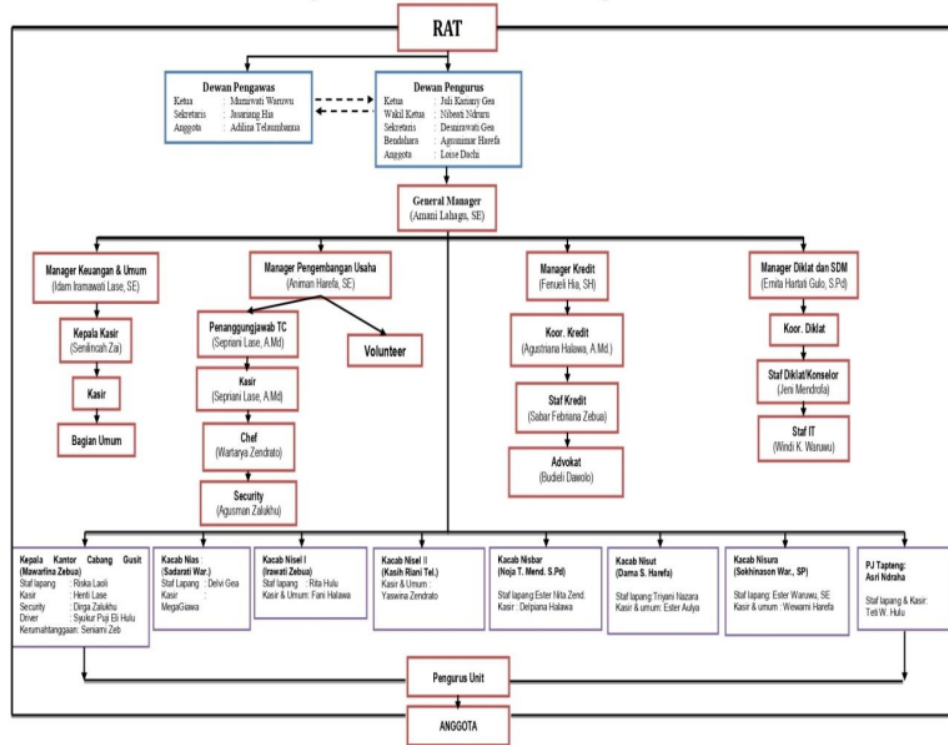 RAT
Dewan Pengawas
Ketua : Murnawati Waruwu
Sekretaris : Jasariang Hia
Anggota : Adilina Telaumbanua
Dewan Pengurus
Ketua : Juli Kariany Gea
Wakil Ketua : Nibeati Ndruru
Sekretaris : Desnirawati Gea
Bendahara : Agusnimar Harefa
Anggota : Loise Dachi
General Manager
(Amani Lahagu, SE)
Manager Keuangan & Umum
(Idam Iramawati Lase, SE)
Kepala Kasir
(Senilincah Zai)
Kasir
Bagian Umum
Manager Pengembangan Usaha
(Animan Harefa, SE)
Penanggungjawab TC
(Sepriani Lase, A.Md)
Volunteer
Kasir
(Sepriani Lase, A.Md)
Chef
(Wartarya Zendrato)
Security
(Agusman Zalukhu)
Manager Kredit
(Fenueli Hia, SH)
Koor. Kredit
(Agustriana Halawa, A.Md.)
Staf Kredit
(Sabar Febriana Zebua)
Advokat
(Budieli Dawolo)
Manager Diklat dan SDM
(Ernita Hartati Gulo, S.Pd)
Koor. Diklat
Staf Diklat/Konselor
(Jeni Mendrofa)
Staf IT
(Windi K. Waruwu)
Kepala Kantor Cabang Gusit
(Mawarlina Zebua)
Staf lapang : Riska Laoli
Kasir : Henti Lase
Security : Dirga Zalukhu
Driver : Syukur Puji Eli Hulu
Kerumahtanggaan: Seniami Zeb
Kacab Nias :
(Sadarati War.)
Staf Lapang : Delvi Gea
Kasir :
MegaGiawa
Kacab Nisel I
(Irawati Zebua)
Staf lapang : Rita Hulu
Kasir & Umum: Fani Halawa
Kacab Nisel II
(Kasih Riani Tel.)
Kasir & Umum :
Yaswina Zendrato
Kacab Nisbar
(Noja T. Mend. S.Pd)
Staf lapang:Ester Nita Zend.
Kasir : Delpiana Halawa
Kacab Nisut
(Dama S. Harefa)
Staf lapang:Triyani Nazara
Kasir & umum: Ester Aulya
Kacab Nisura
(Sokhinason War., SP)
Staf lapang: Ester Waruwu, SE
Kasir & umum : Wewarni Harefa
PJ Tapteng:
Asri Ndraha
Staf lapang & Kasir :
Teti W. Hulu
Pengurus Unit
ANGGOTA